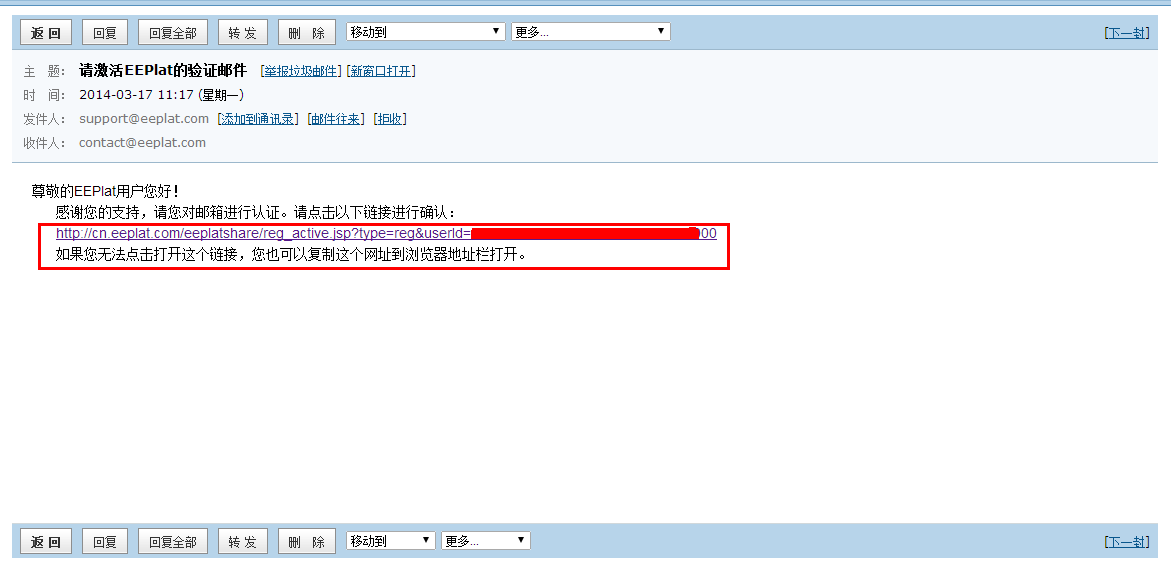 返 回 回复 回复全部 转 发 删 除 移动到 更多... [下一封]
主 题： 请激活EEPlat的验证邮件 [举报垃圾邮件] [新窗口打开]
时 间： 2014-03-17 11:17 (星期一)
发件人： support@eeplat.com [添加到通讯录] [邮件往来] [拒收]
收件人： contact@eeplat.com
尊敬的EEPlat用户您好！
感谢您的支持，请您对邮箱进行认证。请点击以下链接进行确认：
http://cn.eeplat.com/eeplatshare/reg_active.jsp?type=reg&userId= 000
如果您无法点击打开这个链接，您也可以复制这个网址到浏览器地址栏打开。
返 回 回复 回复全部 转 发 删 除 移动到 更多... [下一封]